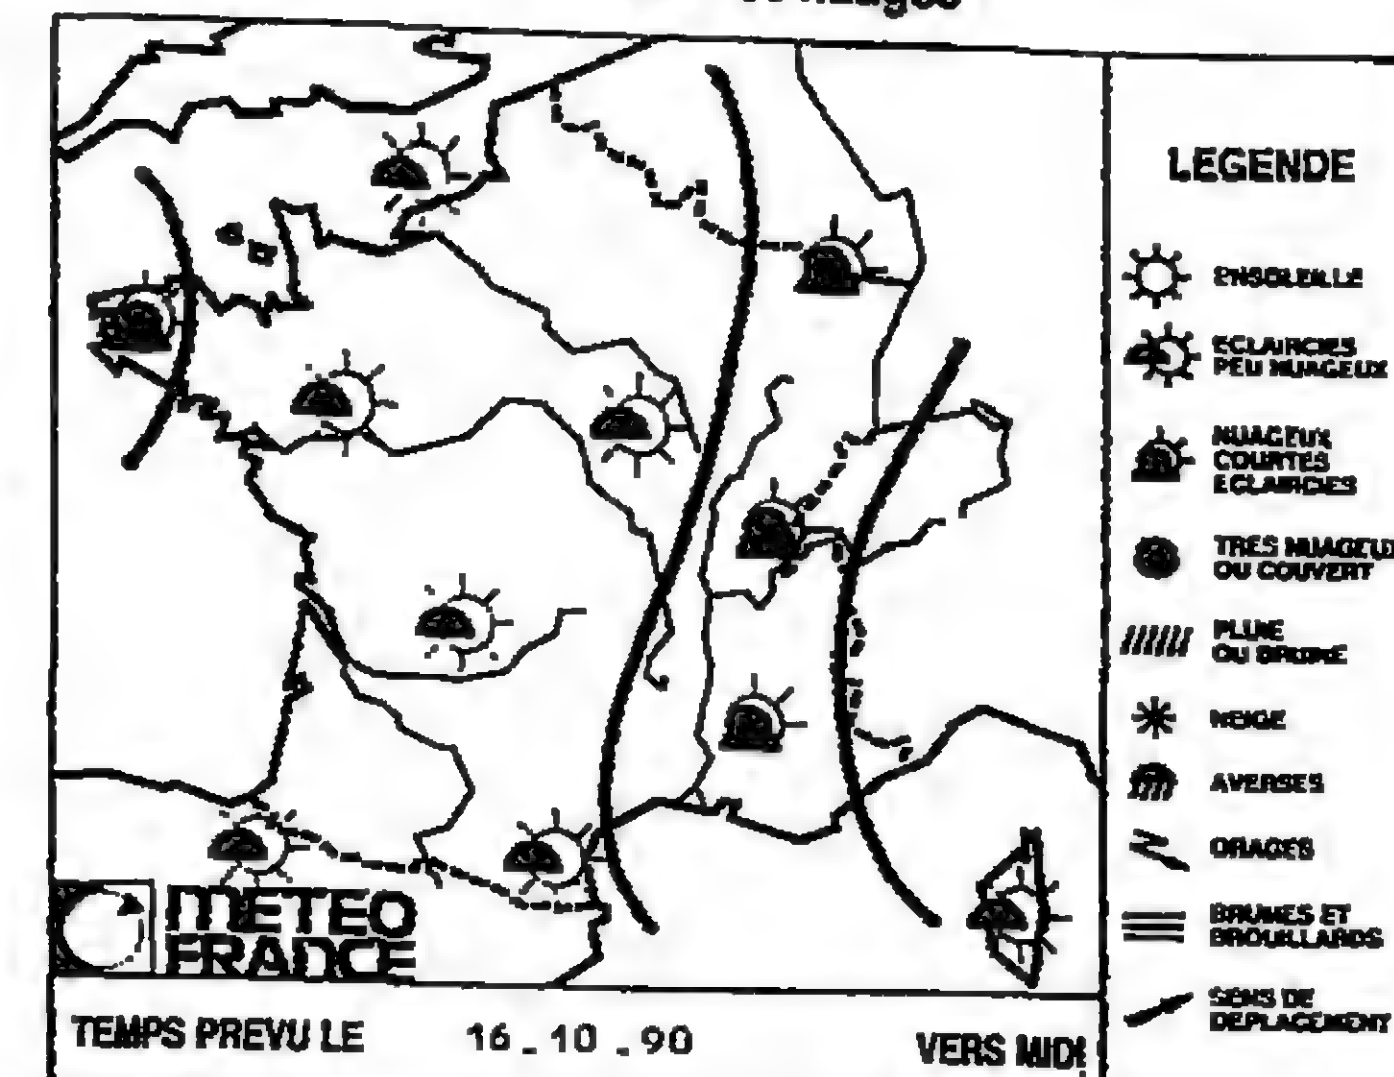 LEGENDE
ENSOLEILLE
ECLAIRCIES
PEU NUAGEUX
NUAGEUX
COURTES
ECLAIRCIES
TRES NUAGEUX
OU COUVERT
PLUIE
OU BRUINE
NEIGE
AVERSES
ORAGES
BRUMES ET
BROUILLARDS
SENS DE
DEPLACEMENT
METEO
FRANCE
TEMPS PREVU LE 16.10.90 VERS MIDI